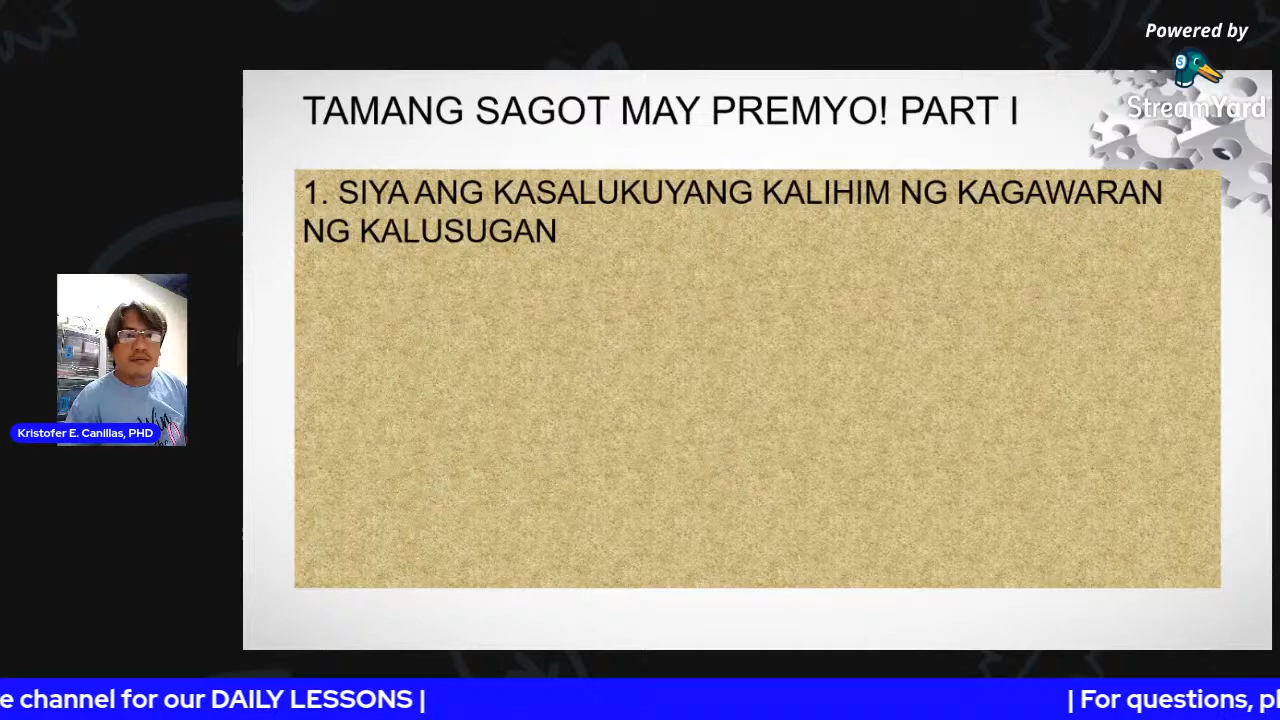 Powered by
StreamYard
TAMANG SAGOT MAY PREMYO! PART I
1. SIYA ANG KASALUKUYANG KALIHIM NG KAGAWARAN
NG KALUSUGAN
Kristofer E. Canillas, PHD
e channel for our DAILY LESSONS |
| For questions, pl